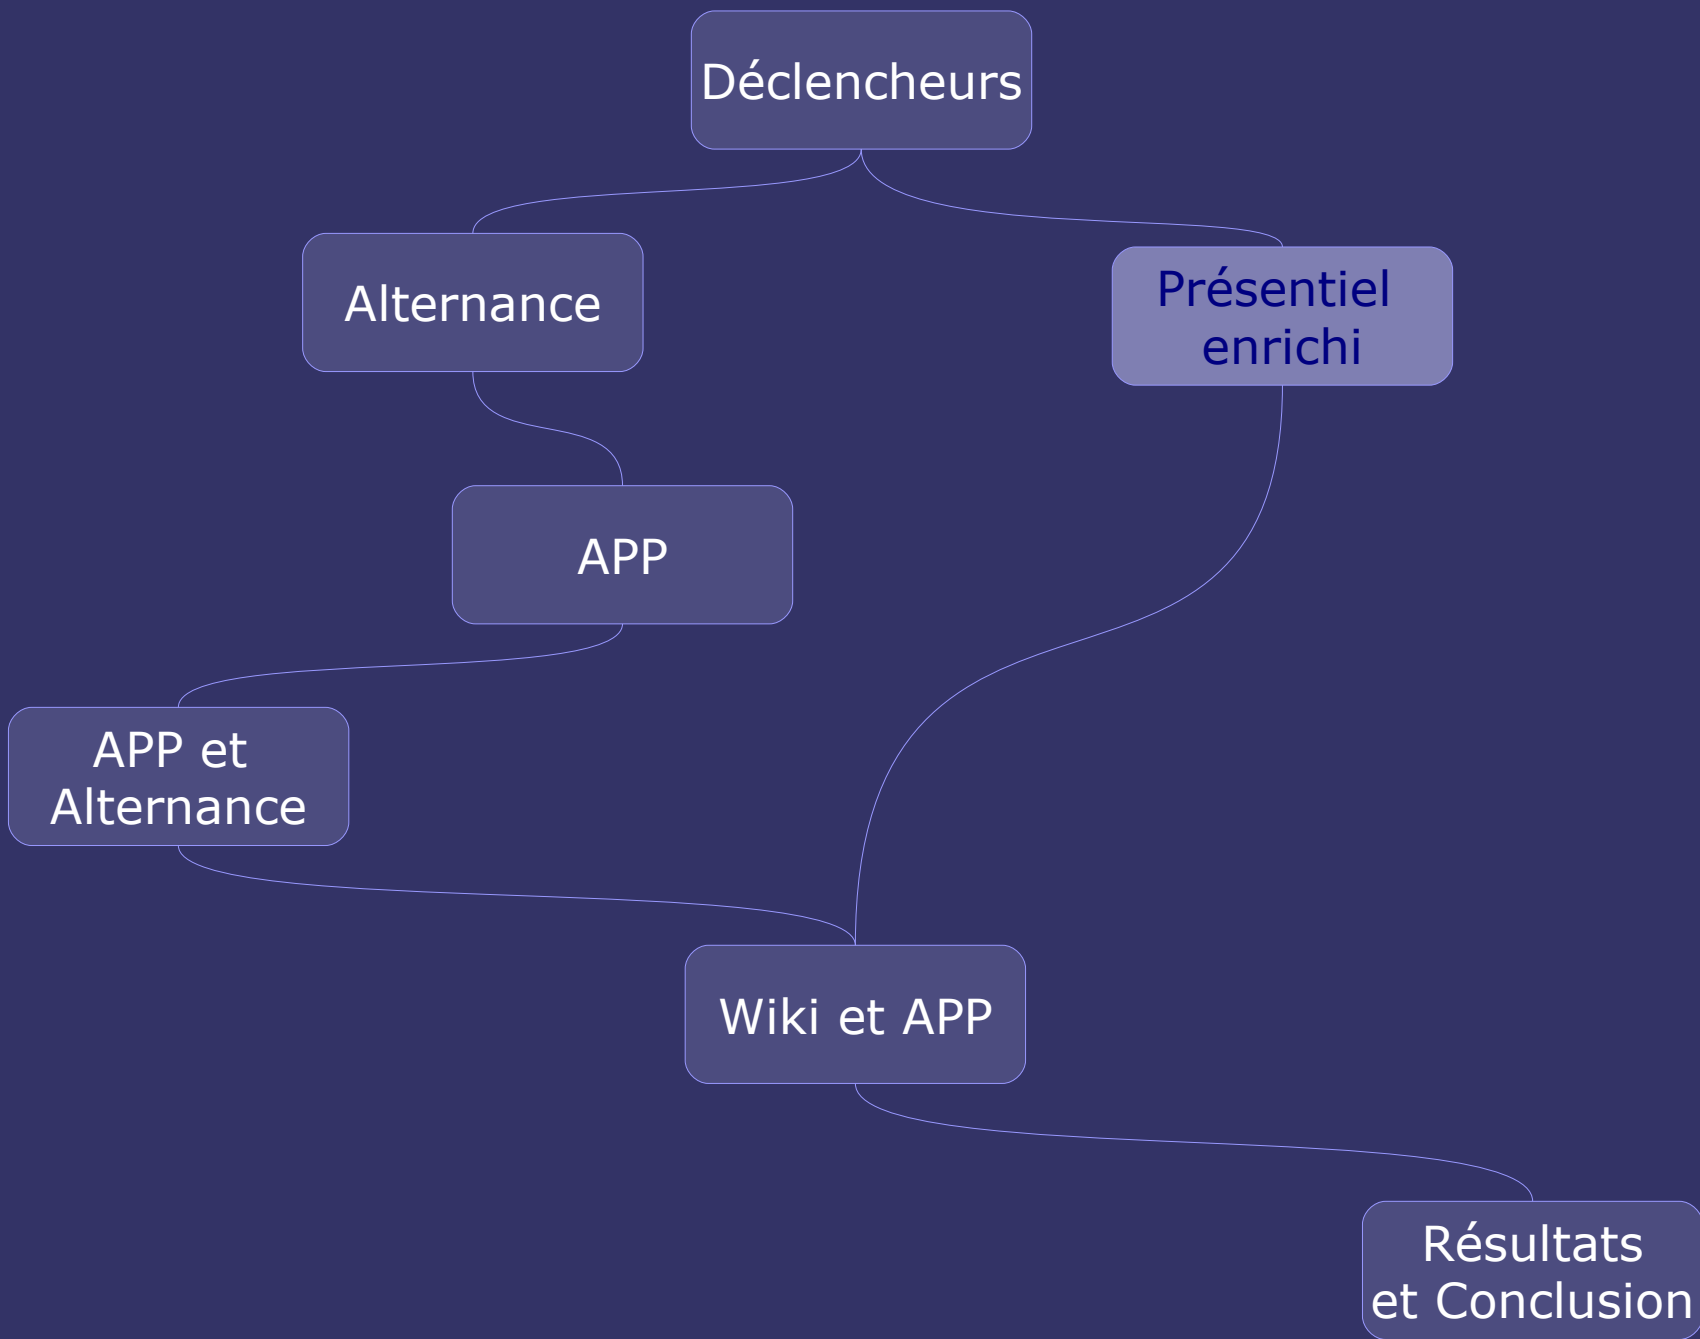 Déclencheurs
Alternance
Présentiel
enrichi
APP
APP et
Alternance
Wiki et APP
Résultats
et Conclusion